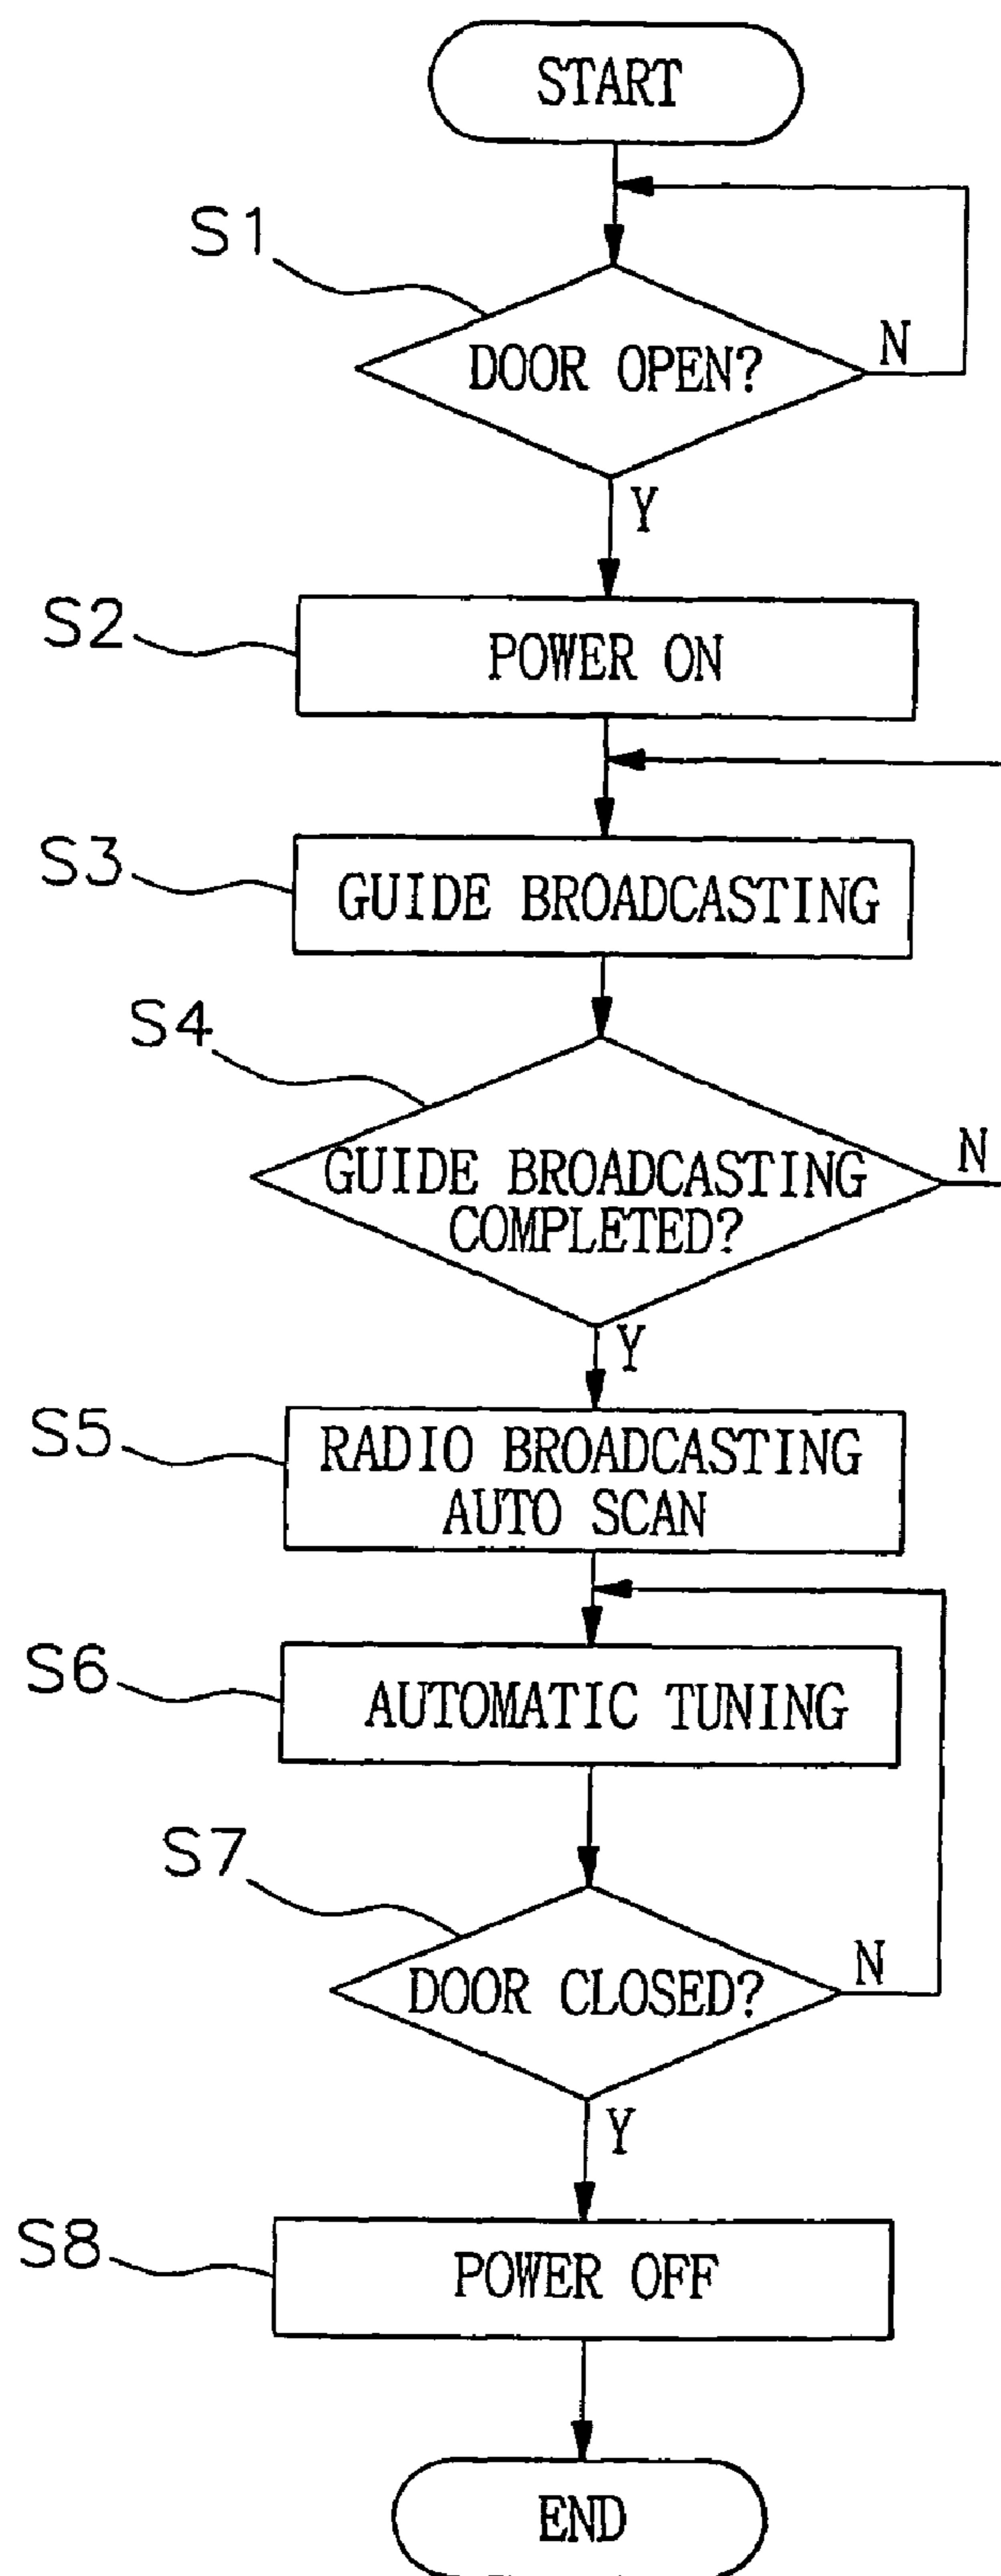 START
S1
DOOR OPEN?
N
Y
S2
POWER ON
S3
GUIDE BROADCASTING
S4
GUIDE BROADCASTING
COMPLETED?
N
Y
S5
RADIO BROADCASTING
AUTO SCAN
S6
AUTOMATIC TUNING
S7
DOOR CLOSED?
N
Y
S8
POWER OFF
END